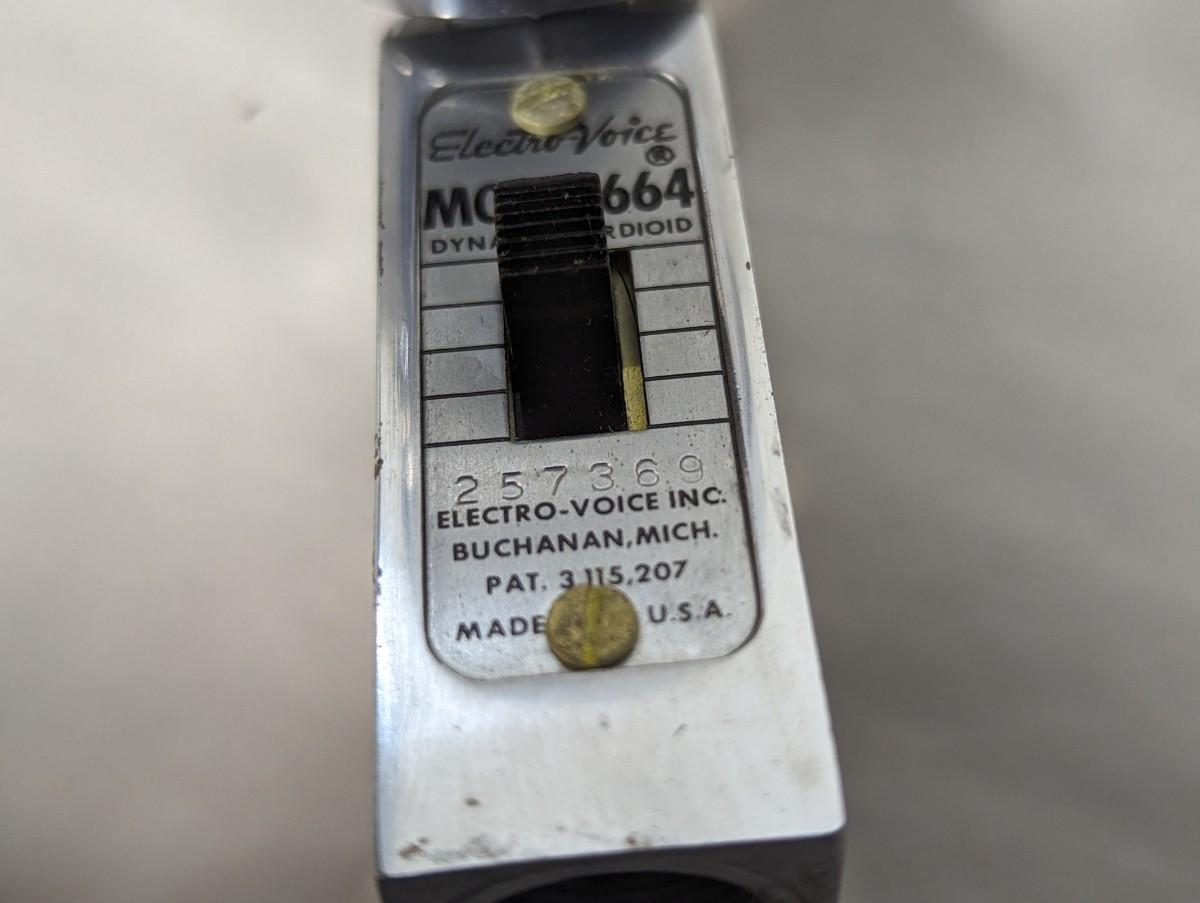 Electro-Voice
®
MO 664
DYNA RDIOID
257369
ELECTRO-VOICE INC.
BUCHANAN, MICH.
PAT. 3,115,207
MADE U.S.A.